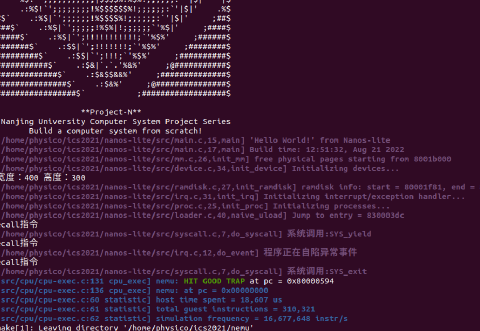 **Project-N**
Nanjing University Computer System Project Series
Build a computer system from scratch!
/home/physico/ics2021/nanos-lite/src/main.c,15,main] 'Hello World!' from Nanos-lite
/home/physico/ics2021/nanos-lite/src/main.c,17,main] Build time: 12:51:32, Aug 21 2022
/home/physico/ics2021/nanos-lite/src/mm.c,26,init_mm] free physical pages starting from 8001b000
/home/physico/ics2021/nanos-lite/src/device.c,34,init_device] Initializing devices...
宽度：400 高度：300
/home/physico/ics2021/nanos-lite/src/ramdisk.c,27,init_ramdisk] ramdisk info: start = 80001f81, end =
/home/physico/ics2021/nanos-lite/src/irq.c,31,init_irq] Initializing interrupt/exception handler...
/home/physico/ics2021/nanos-lite/src/proc.c,25,init_proc] Initializing processes...
/home/physico/ics2021/nanos-lite/src/loader.c,40,naive_uload] Jump to entry = 830003dc
ecall指令
/home/physico/ics2021/nanos-lite/src/syscall.c,7,do_syscall] 系统调用:SYS_yield
ecall指令
/home/physico/ics2021/nanos-lite/src/irq.c,12,do_event] 程序正在自陷异常事件
ecall指令
/home/physico/ics2021/nanos-lite/src/syscall.c,7,do_syscall] 系统调用:SYS_exit
src/cpu/cpu-exec.c:131 cpu_exec] nemu: HIT GOOD TRAP at pc = 0x80000594
src/cpu/cpu-exec.c:136 cpu_exec] nemu: at pc = 0x00000000
src/cpu/cpu-exec.c:60 statistic] host time spent = 18,607 us
src/cpu/cpu-exec.c:61 statistic] total guest instructions = 310,321
src/cpu/cpu-exec.c:62 statistic] simulation frequency = 16,677,648 instr/s
make[1]: Leaving directory '/home/physico/ics2021/nemu'